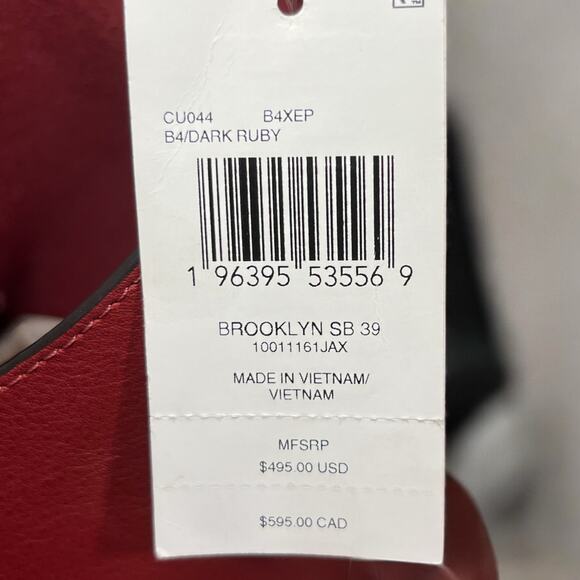 CU044 B4XEP
B4/DARK RUBY
1 96395 53556 9
BROOKLYN SB 39
10011161JAX
MADE IN VIETNAM/
VIETNAM
MFSRP
$495.00 USD
$595.00 CAD